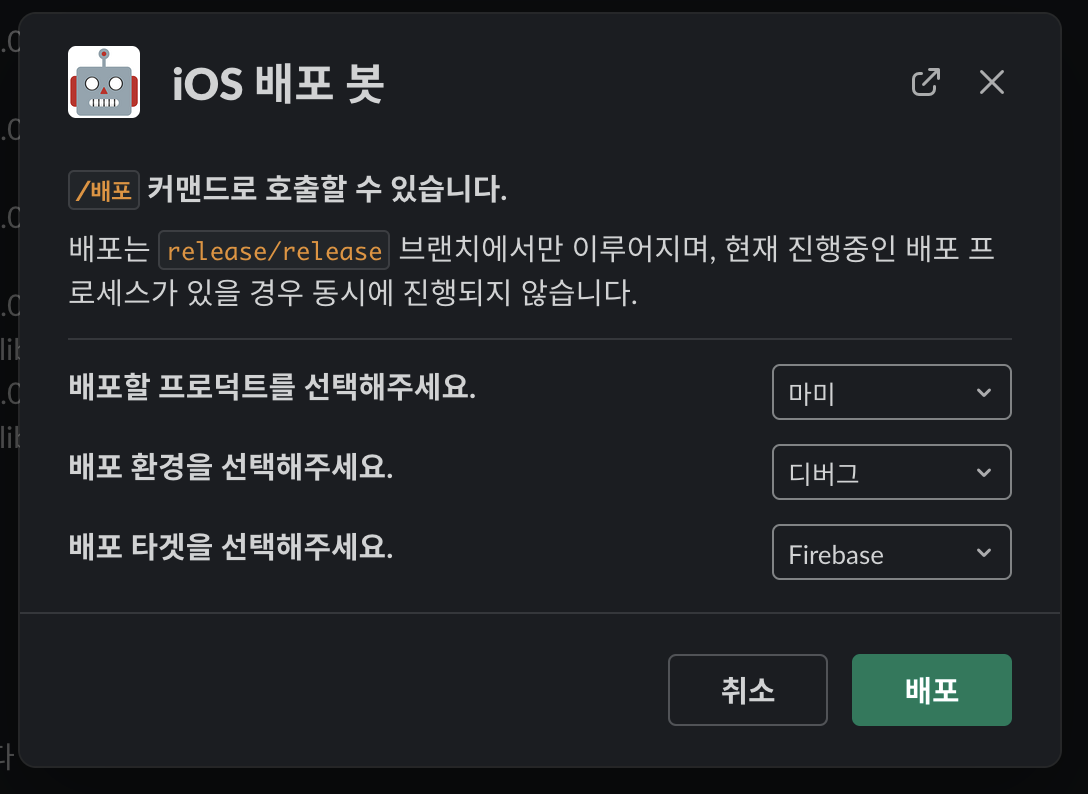 iOS 배포 봇
/배포 커맨드로 호출할 수 있습니다.
배포는 release/release 브랜치에서만 이루어지며, 현재 진행중인 배포 프
로세스가 있을 경우 동시에 진행되지 않습니다.
배포할 프로덕트를 선택해주세요.
마미
배포 환경을 선택해주세요.
디버그
배포 타겟을 선택해주세요.
Firebase
취소
배포